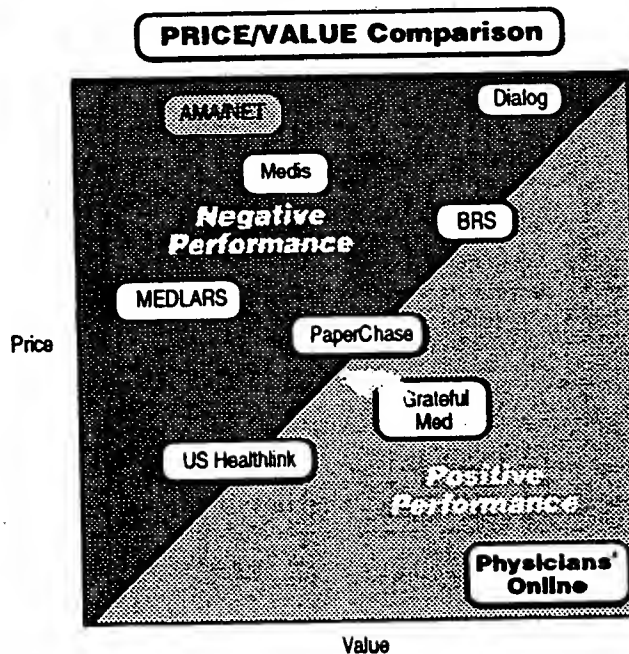 PRICE/VALUE Comparison
AMA/NET
Dialog
Medis
Negative
Performance
BRS
MEDLARS
Price
PaperChase
Grateful
Med
US Healthlink
Positive
Performance
Physicians'
Online
Value